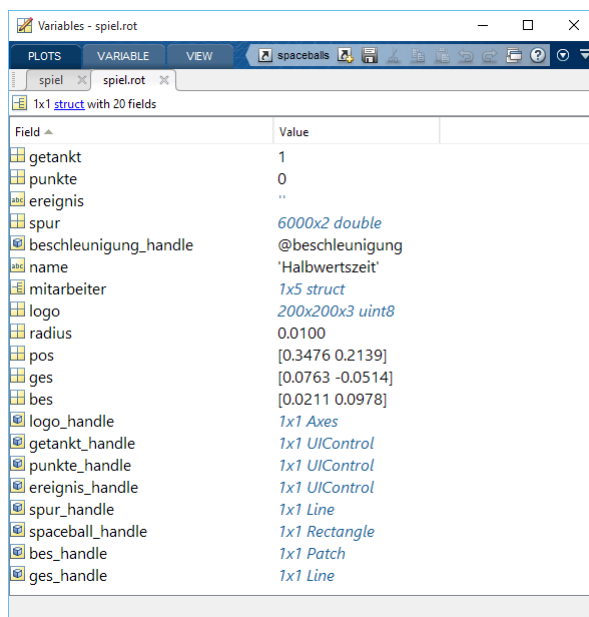 Variables - spiel.rot
PLOTS VARIABLE VIEW spaceballs
spiel spiel.rot
1x1 struct with 20 fields
Field Value
getankt 1
punkte 0
abc ereignis ''
spur 6000x2 double
beschleunigung_handle @beschleunigung
abc name 'Halbwertszeit'
mitarbeiter 1x5 struct
logo 200x200x3 uint8
radius 0.0100
pos [0.3476 0.2139]
ges [0.0763 -0.0514]
bes [0.0211 0.0978]
logo_handle 1x1 Axes
getankt_handle 1x1 UIControl
punkte_handle 1x1 UIControl
ereignis_handle 1x1 UIControl
spur_handle 1x1 Line
spaceball_handle 1x1 Rectangle
bes_handle 1x1 Patch
ges_handle 1x1 Line